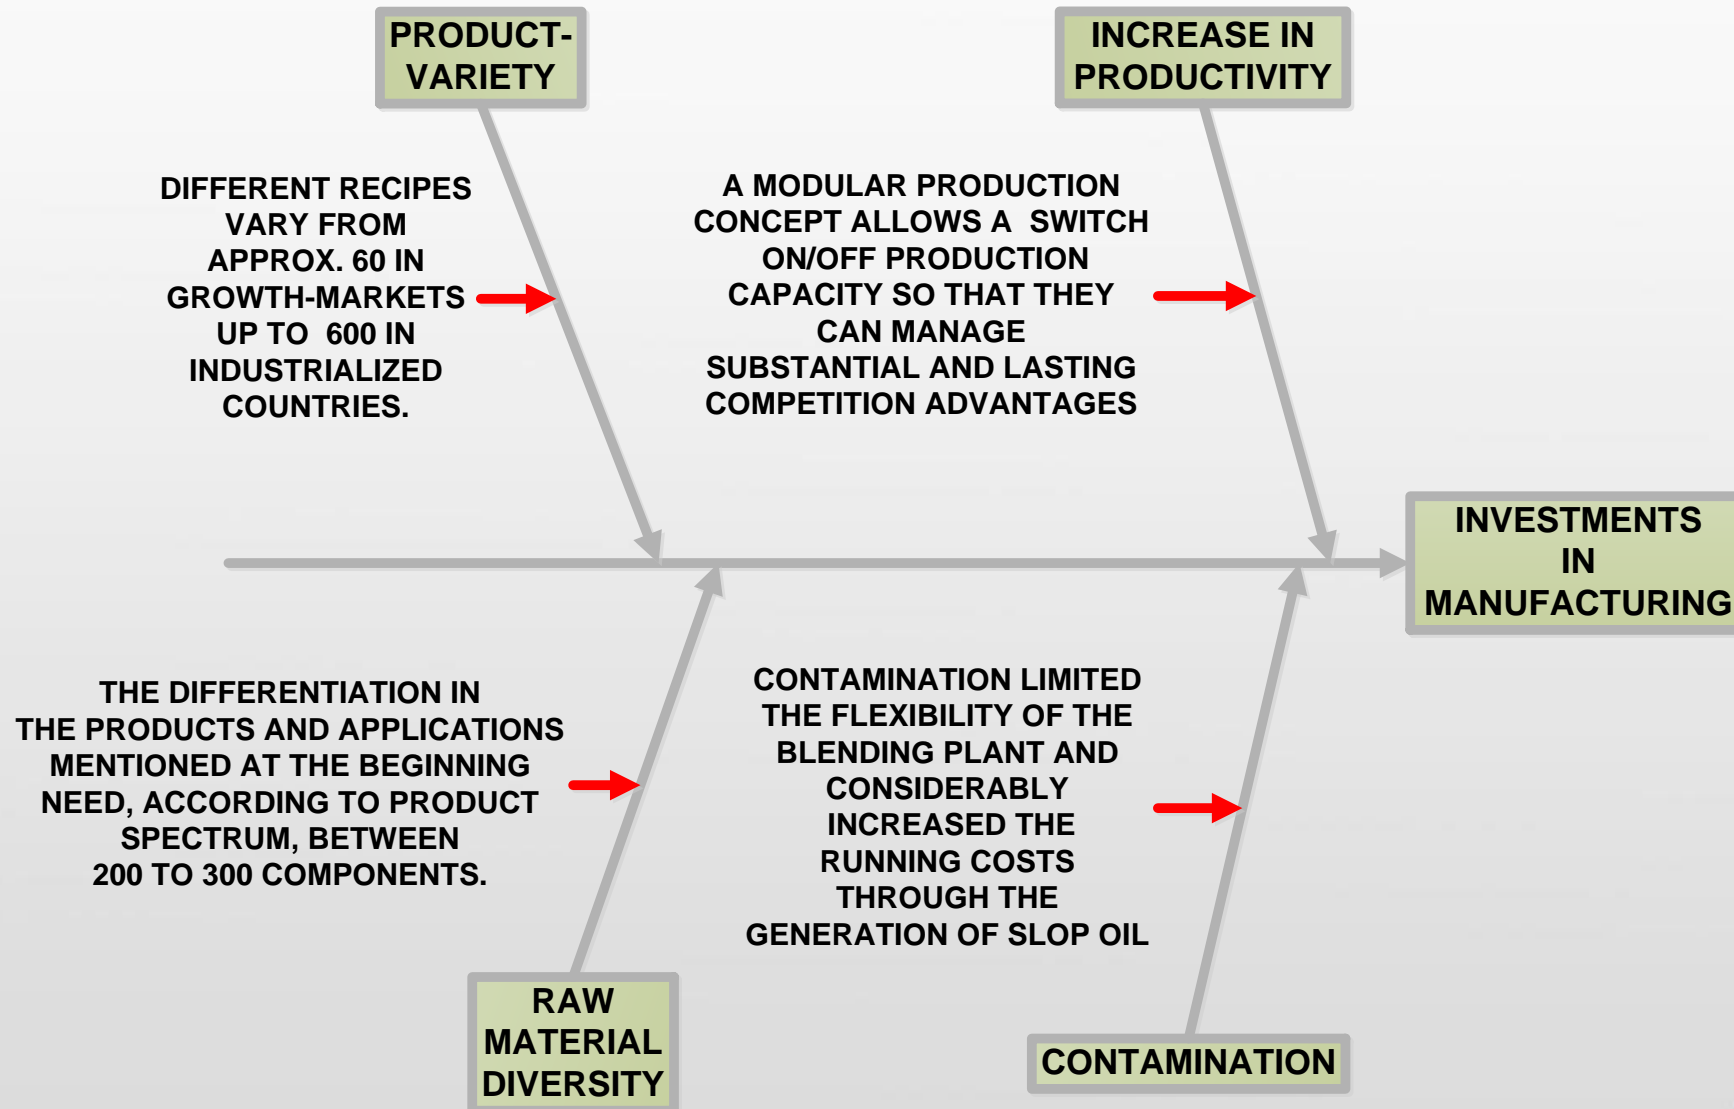 PRODUCT-
VARIETY
INCREASE IN
PRODUCTIVITY
DIFFERENT RECIPES
VARY FROM
APPROX. 60 IN
GROWTH-MARKETS
UP TO  600 IN
INDUSTRIALIZED
COUNTRIES.
A MODULAR PRODUCTION
CONCEPT ALLOWS A  SWITCH
ON/OFF PRODUCTION
CAPACITY SO THAT THEY
CAN MANAGE
SUBSTANTIAL AND LASTING
COMPETITION ADVANTAGES
INVESTMENTS
IN
MANUFACTURING
THE DIFFERENTIATION IN
THE PRODUCTS AND APPLICATIONS
MENTIONED AT THE BEGINNING
NEED, ACCORDING TO PRODUCT
SPECTRUM, BETWEEN
200 TO 300 COMPONENTS.
CONTAMINATION LIMITED
THE FLEXIBILITY OF THE
BLENDING PLANT AND
CONSIDERABLY
INCREASED THE
RUNNING COSTS
THROUGH THE
GENERATION OF SLOP OIL
RAW
MATERIAL
DIVERSITY
CONTAMINATION